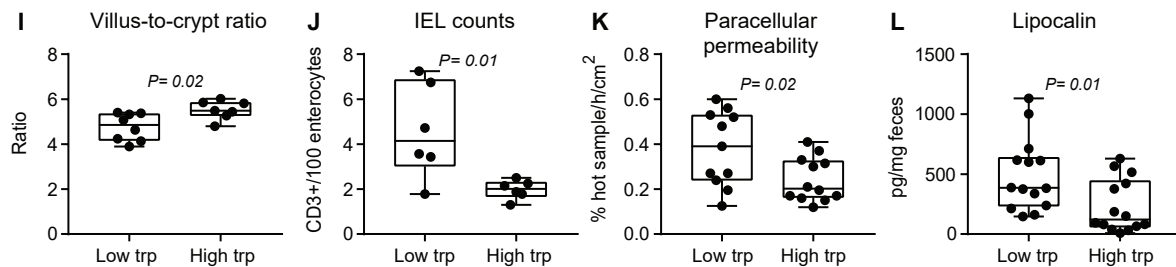 I Villus-to-crypt ratio
Ratio
8
6
4
2
0
P= 0.02
Low trp High trp
J IEL counts
CD3+/100 enterocytes
8
6
4
2
0
P= 0.01
Low trp High trp
K Paracellular
permeability
% hot sample/h/cm²
0.8
0.6
0.4
0.2
0.0
P= 0.02
Low trp High trp
L Lipocalin
pg/mg feces
1500
1000
500
0
P= 0.01
Low trp High trp